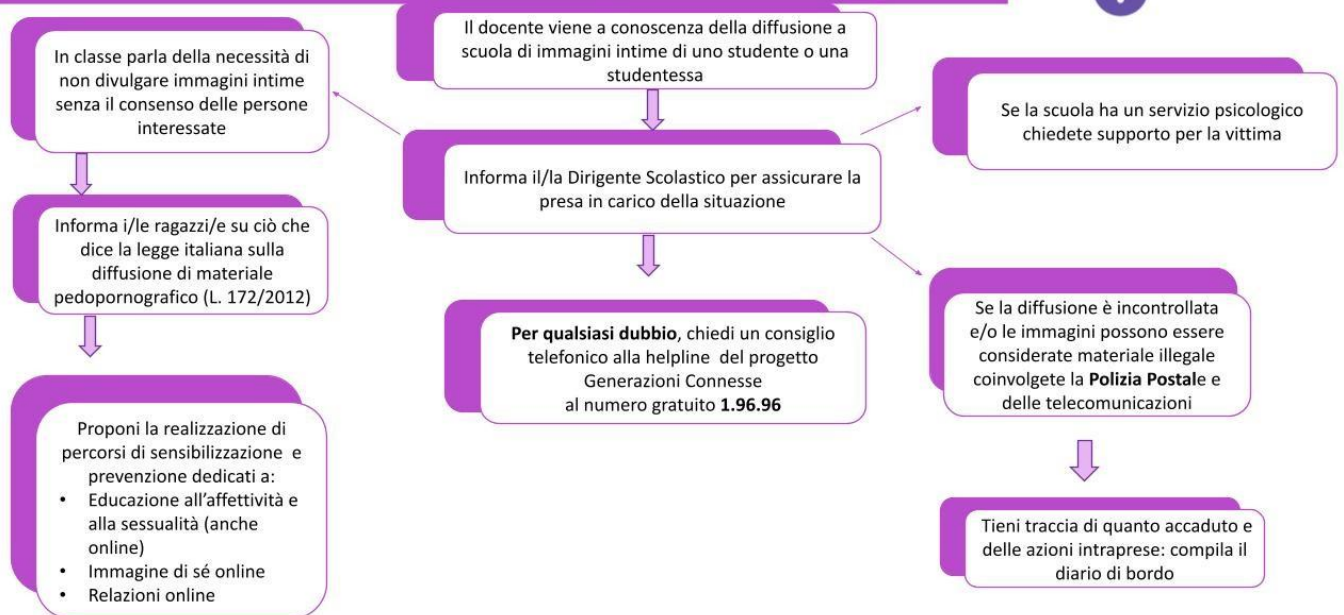 Il docente viene a conoscenza della diffusione a
scuola di immagini intime di uno studente o una
studentessa
In classe parla della necessità di
non divulgare immagini intime
senza il consenso delle persone
interessate
Se la scuola ha un servizio psicologico
chiedete supporto per la vittima
Informa il/la Dirigente Scolastico per assicurare la
presa in carico della situazione
Informa i/le ragazzi/e su ciò che
dice la legge italiana sulla
diffusione di materiale
pedopornografico (L. 172/2012)
Per qualsiasi dubbio, chiedi un consiglio
telefonico alla helpline del progetto
Generazioni Connesse
al numero gratuito 1.96.96
Se la diffusione è incontrollata
e/o le immagini possono essere
considerate materiale illegale
coinvolgete la Polizia Postale e
delle telecomunicazioni
Proponi la realizzazione di
percorsi di sensibilizzazione e
prevenzione dedicati a:
• Educazione all’affettività e
alla sessualità (anche
online)
• Immagine di sé online
• Relazioni online
Tieni traccia di quanto accaduto e
delle azioni intraprese: compila il
diario di bordo